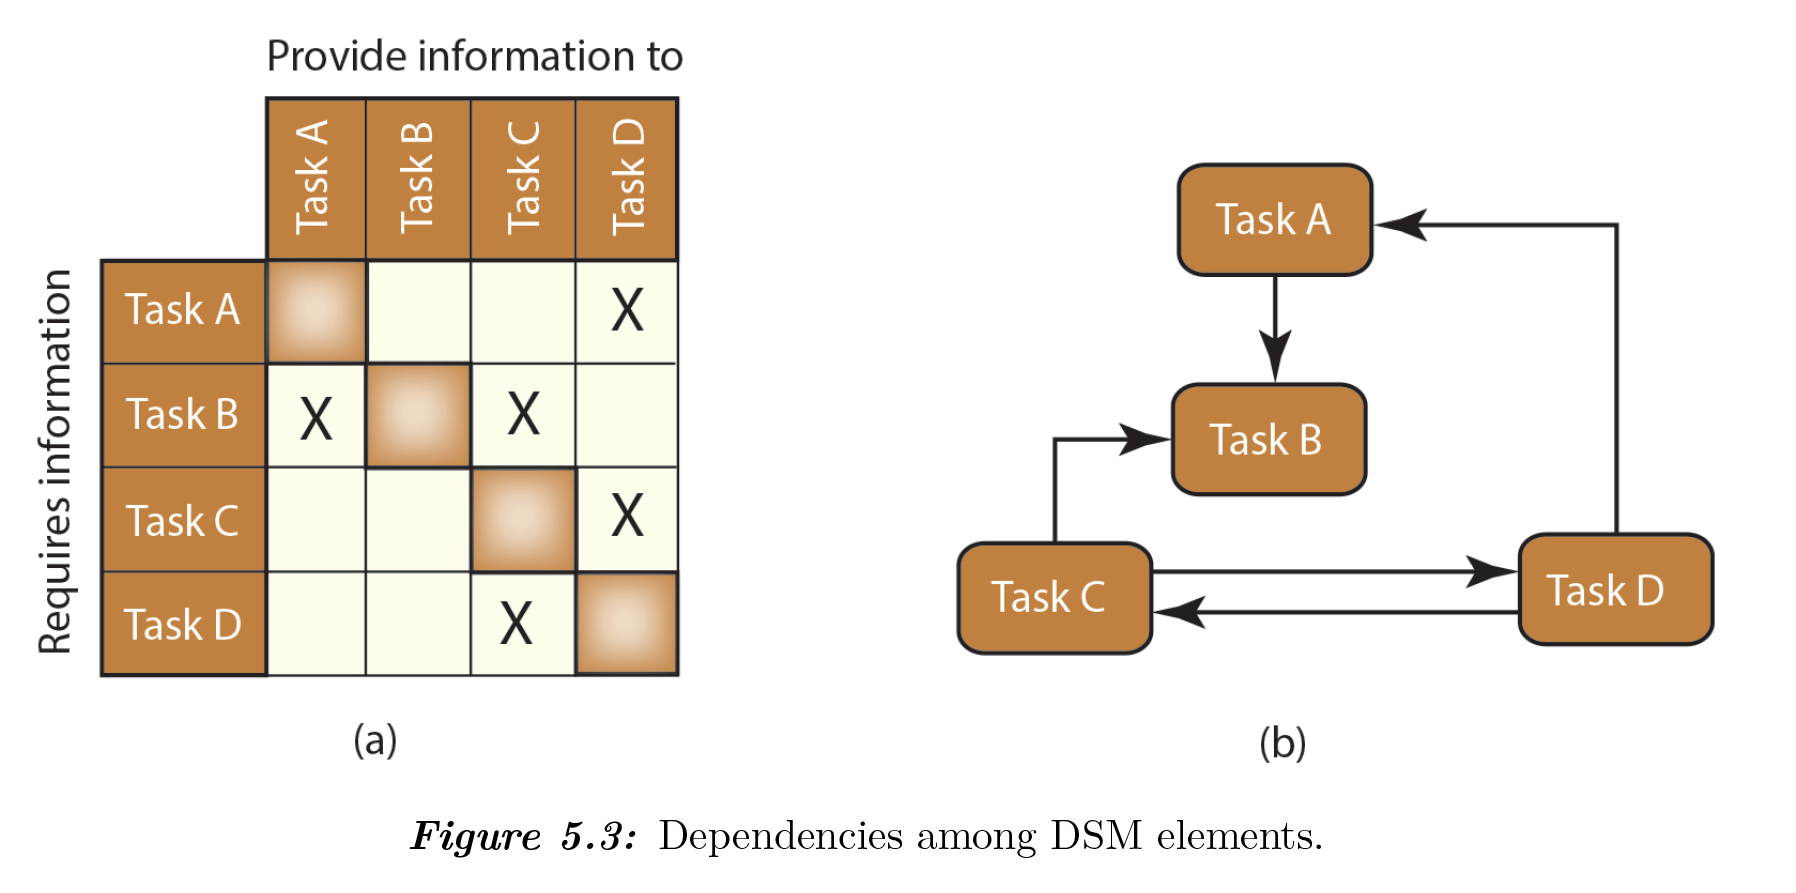 Provide information to
Task A
Task B
Task C
Task D
Requires information
Task A
X
Task B
X
X
Task C
X
Task D
X
(a)
Task A
Task B
Task C
Task D
(b)
Figure 5.3: Dependencies among DSM elements.